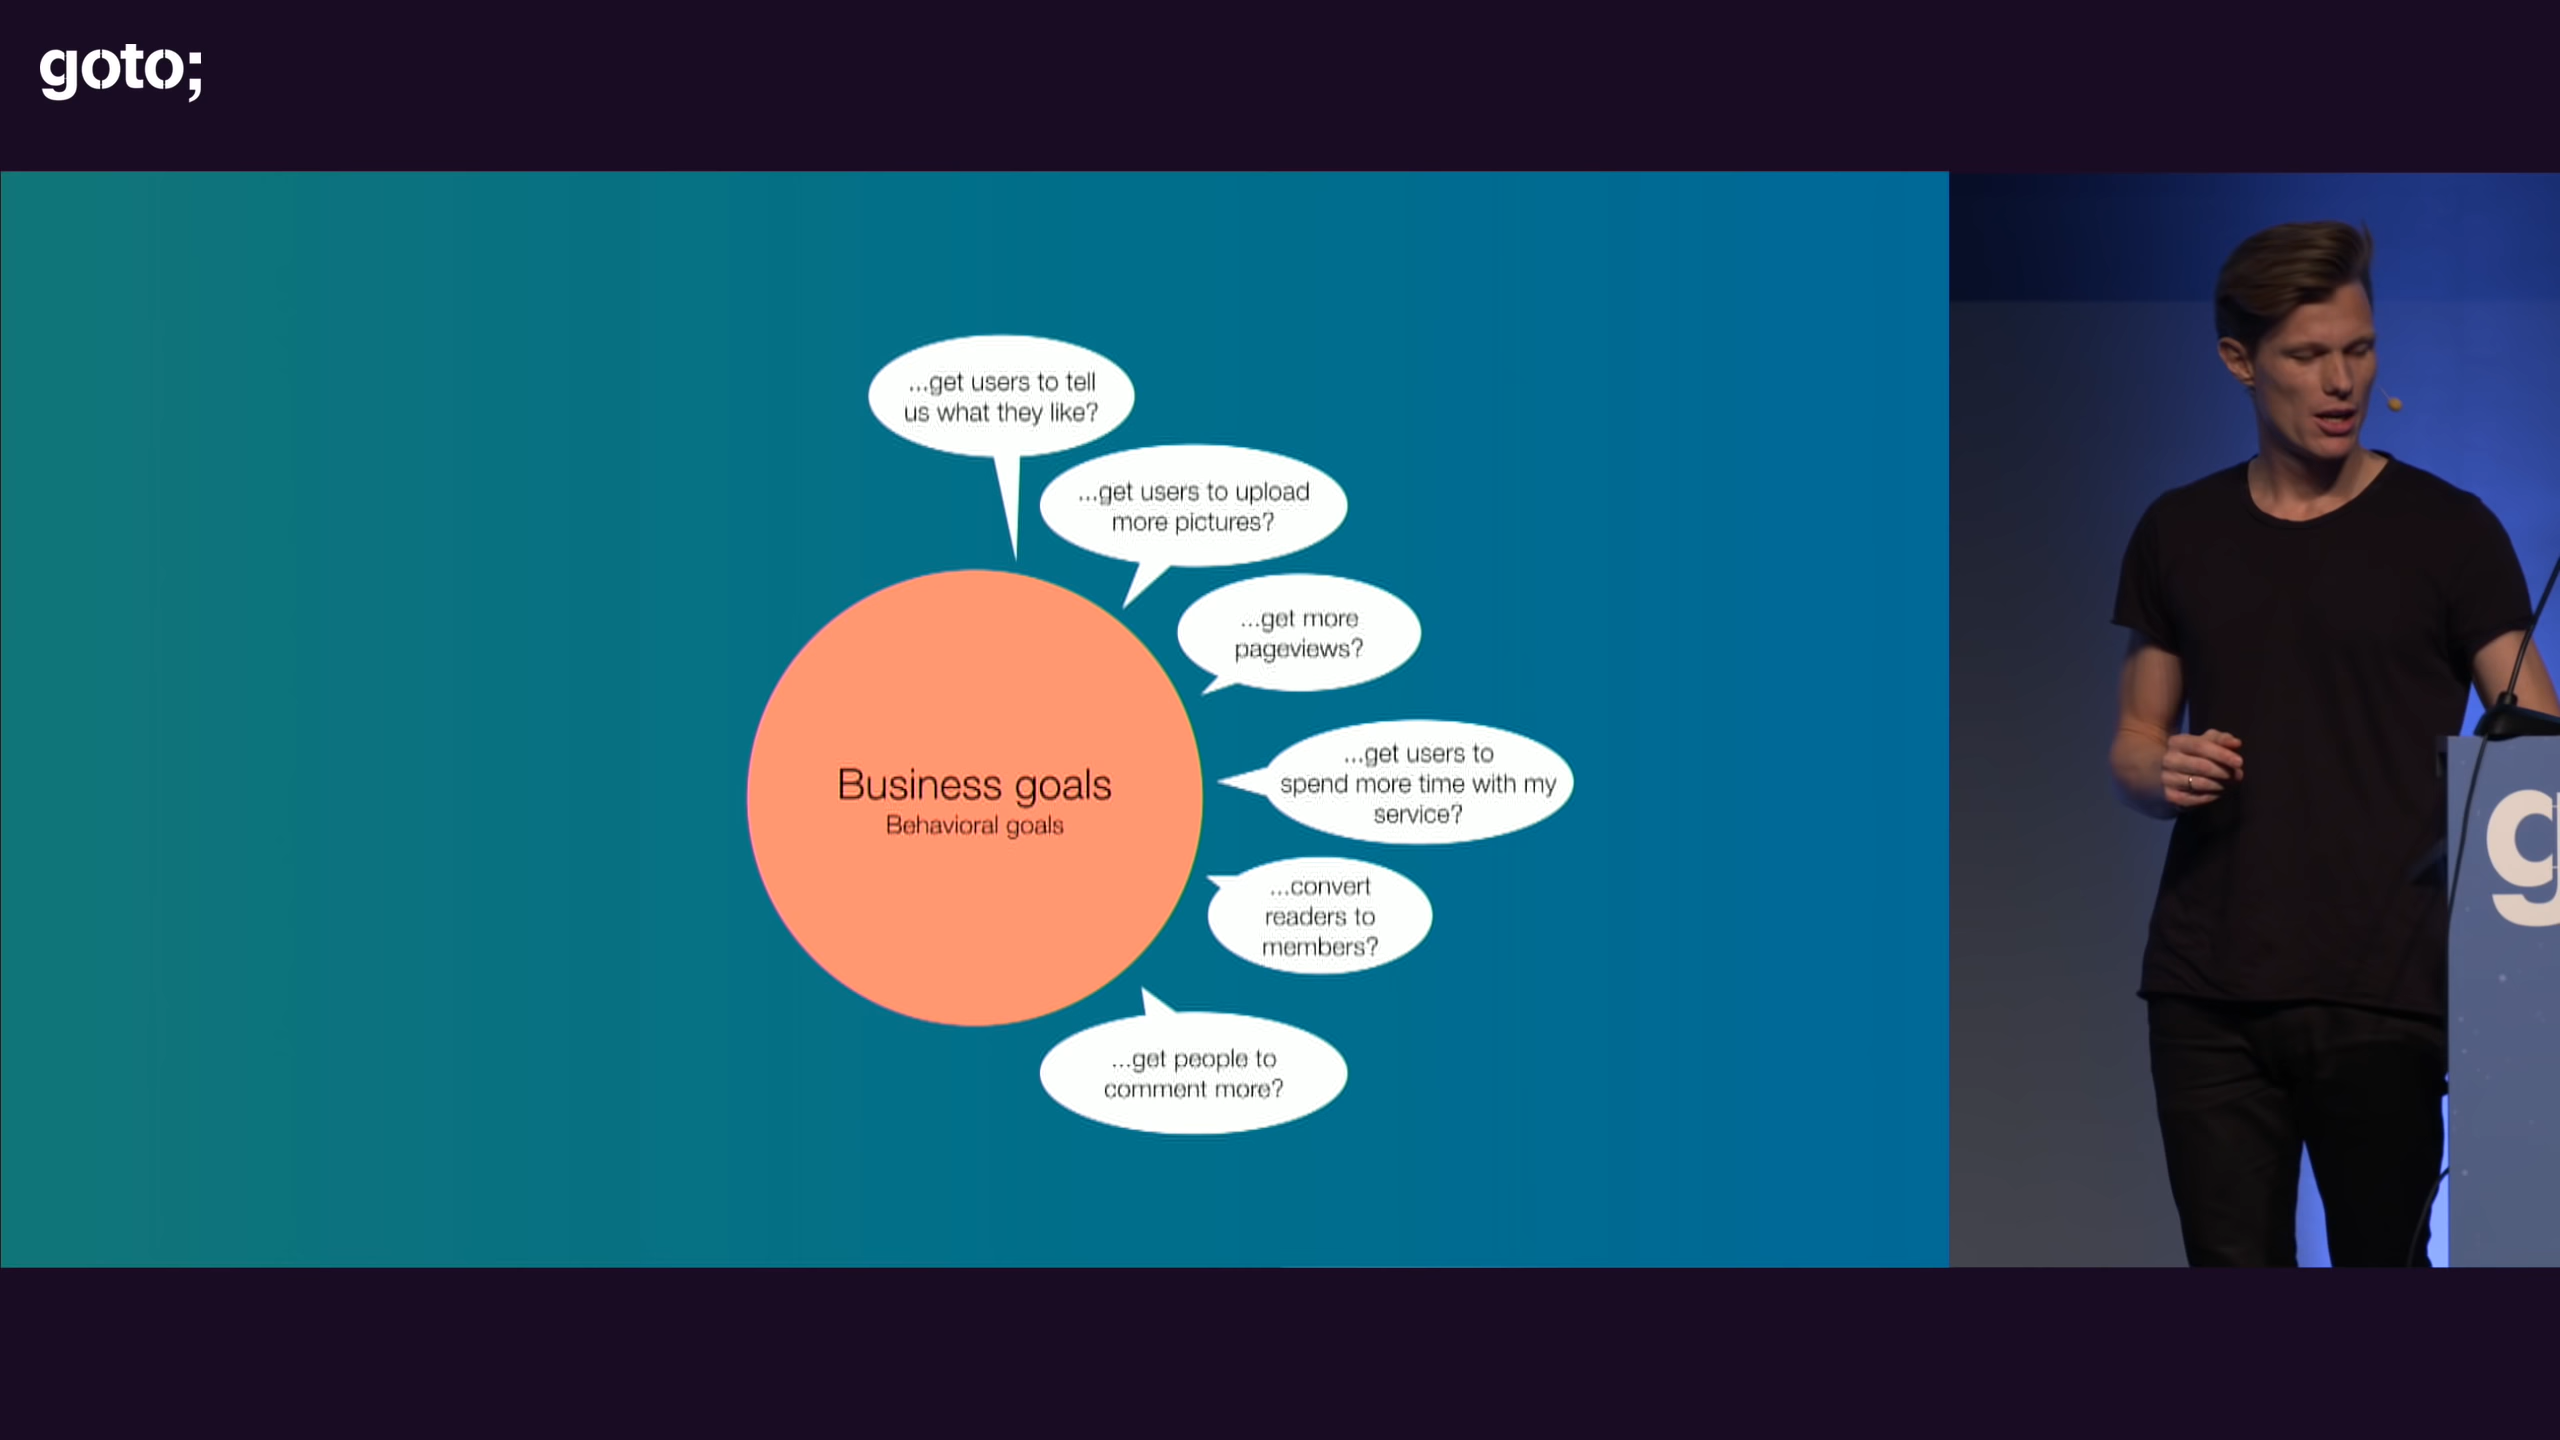 goto;
...get users to tell
us what they like?
...get users to upload
more pictures?
...get more
pageviews?
...get users to
spend more time with my
service?
Business goals
Behavioral goals
...convert
readers to
members?
...get people to
comment more?
g